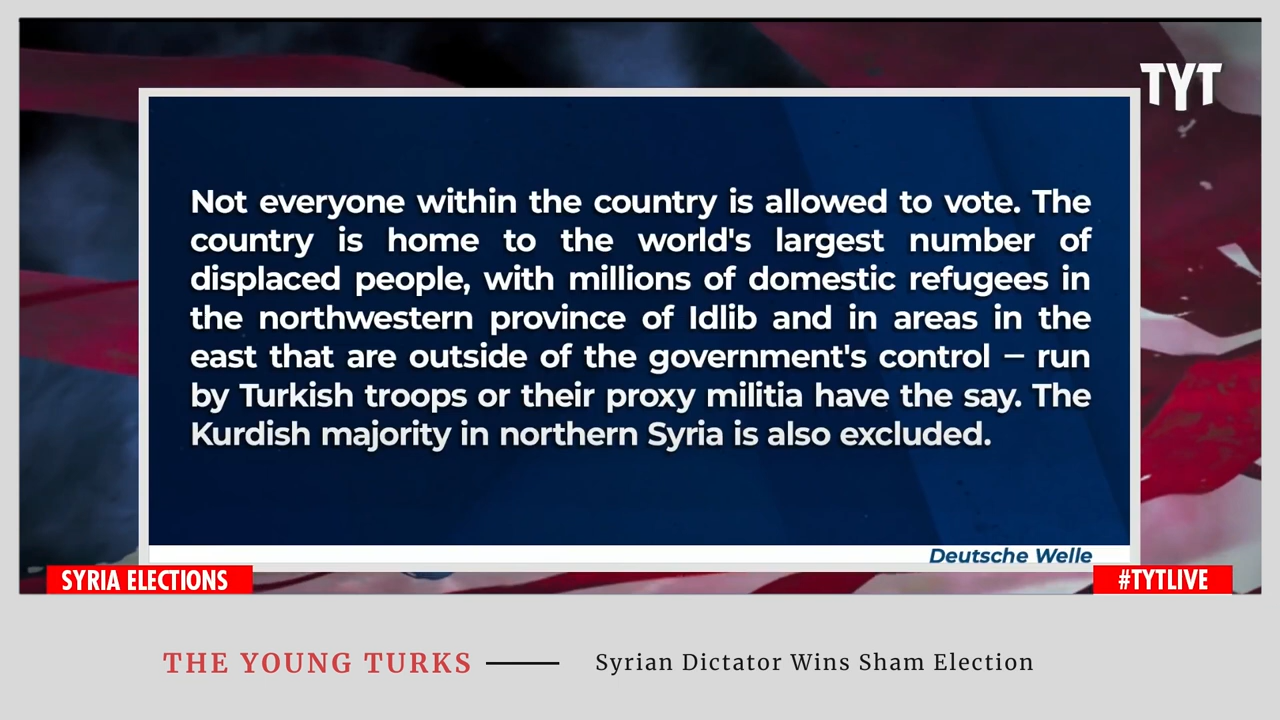 TYT
Not everyone within the country is allowed to vote. The
country is home to the world's largest number of
displaced people, with millions of domestic refugees in
the northwestern province of Idlib and in areas in the
east that are outside of the government's control – run
by Turkish troops or their proxy militia have the say. The
Kurdish majority in northern Syria is also excluded.
Deutsche Welle
SYRIA ELECTIONS
#TYTLIVE
THE YOUNG TURKS — Syrian Dictator Wins Sham Election